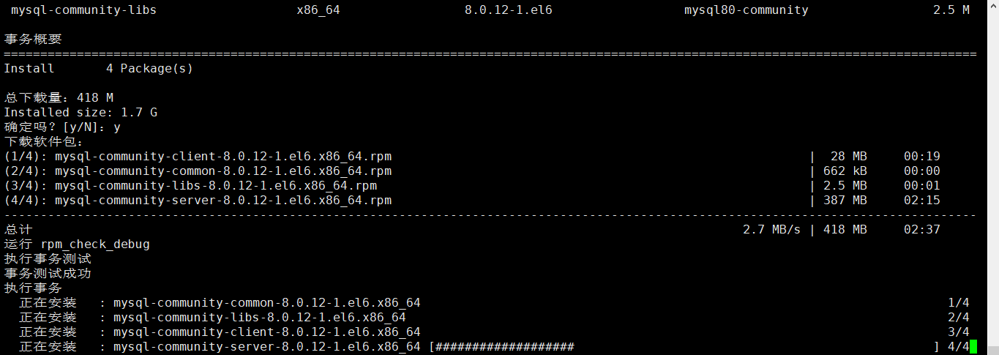 mysql-community-libs x86_64 8.0.12-1.el6 mysql80-community 2.5 M
事务概要
=====================================================================================================================================
Install 4 Package(s)
总下载量：418 M
Installed size: 1.7 G
确定吗？[y/N]：y
下载软件包：
(1/4): mysql-community-client-8.0.12-1.el6.x86_64.rpm | 28 MB 00:19
(2/4): mysql-community-common-8.0.12-1.el6.x86_64.rpm | 662 kB 00:00
(3/4): mysql-community-libs-8.0.12-1.el6.x86_64.rpm | 2.5 MB 00:01
(4/4): mysql-community-server-8.0.12-1.el6.x86_64.rpm | 387 MB 02:15
-------------------------------------------------------------------------------------------------------------------------------------
总计 2.7 MB/s | 418 MB 02:37
运行 rpm_check_debug
执行事务测试
事务测试成功
执行事务
正在安装 : mysql-community-common-8.0.12-1.el6.x86_64 1/4
正在安装 : mysql-community-libs-8.0.12-1.el6.x86_64 2/4
正在安装 : mysql-community-client-8.0.12-1.el6.x86_64 3/4
正在安装 : mysql-community-server-8.0.12-1.el6.x86_64 [################### ] 4/4